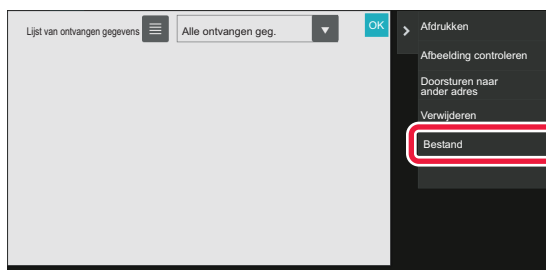 Lijst van ontvangen gegevens
Alle ontvangen geg.
OK
Afdrukken
Afbeelding controleren
Doorsturen naar
ander adres
Verwijderen
Bestand